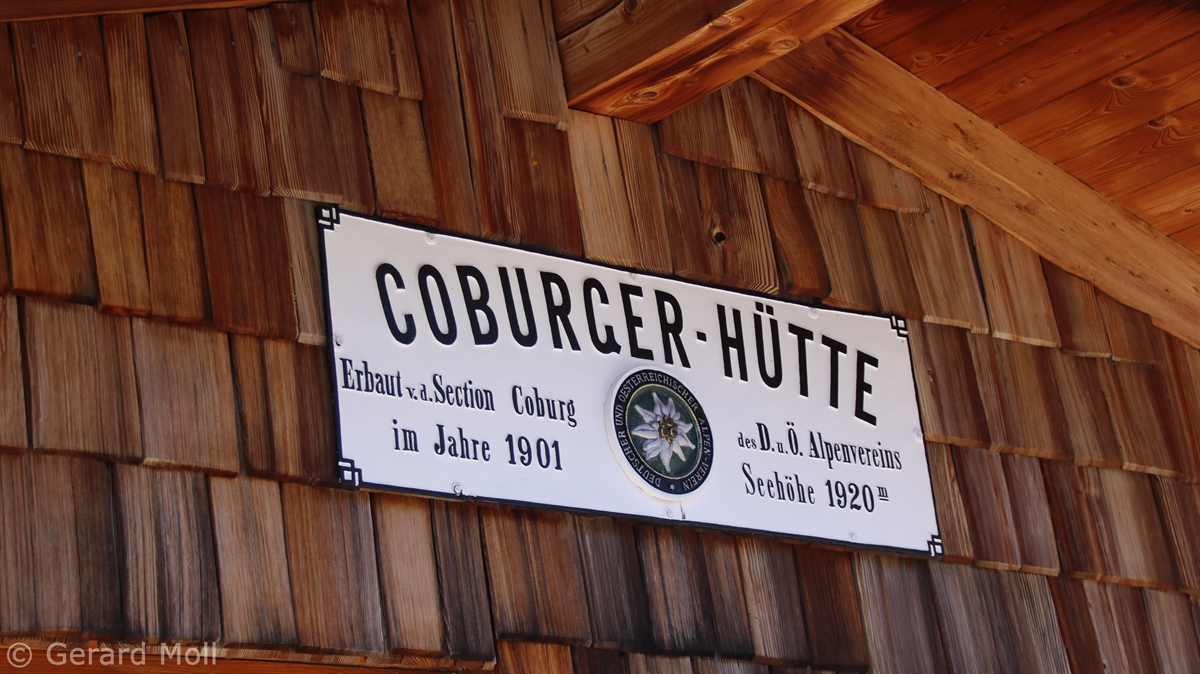 COBURGER-HÜTTE
Erbaut v. d. Section Coburg
im Jahre 1901
DEUTSCHER UND OESTERREICHISCHER ALPEN-VEREIN
des D. u. Ö. Alpenvereins
Seehöhe 1920 m
© Gerard Moll